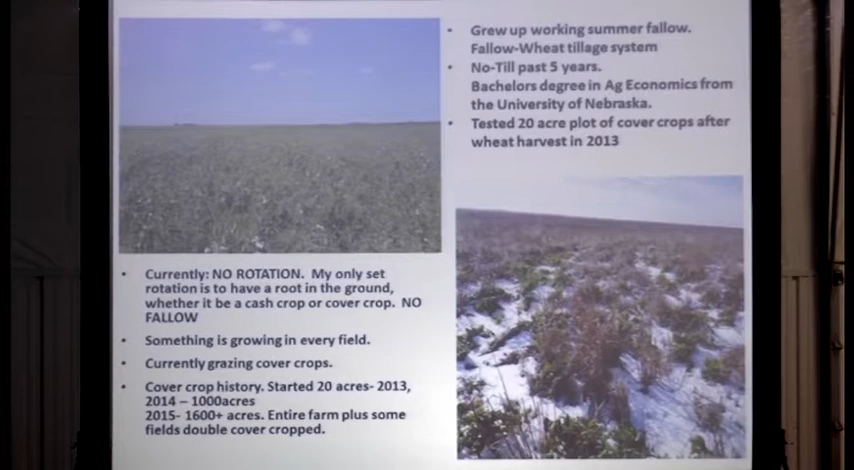 Grew up working summer fallow.
Fallow-Wheat tillage system
No-Till past 5 years.
Bachelors degree in Ag Economics from
the University of Nebraska.
Tested 20 acre plot of cover crops after
wheat harvest in 2013
Currently: NO ROTATION. My only set
rotation is to have a root in the ground,
whether it be a cash crop or cover crop. NO
FALLOW
Something is growing in every field.
Currently grazing cover crops.
Cover crop history. Started 20 acres- 2013,
2014 – 1000acres
2015- 1600+ acres. Entire farm plus some
fields double cover cropped.